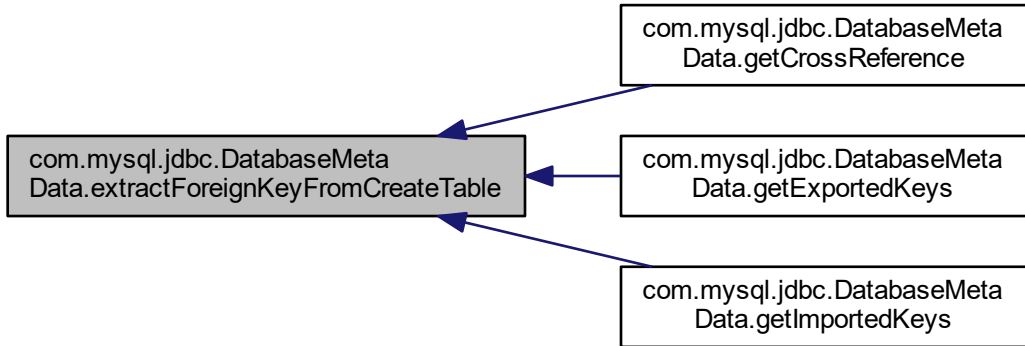 com.mysql.jdbc.DatabaseMeta
Data.getCrossReference
com.mysql.jdbc.DatabaseMeta
Data.extractForeignKeyFromCreateTable
com.mysql.jdbc.DatabaseMeta
Data.getExportedKeys
com.mysql.jdbc.DatabaseMeta
Data.getImportedKeys